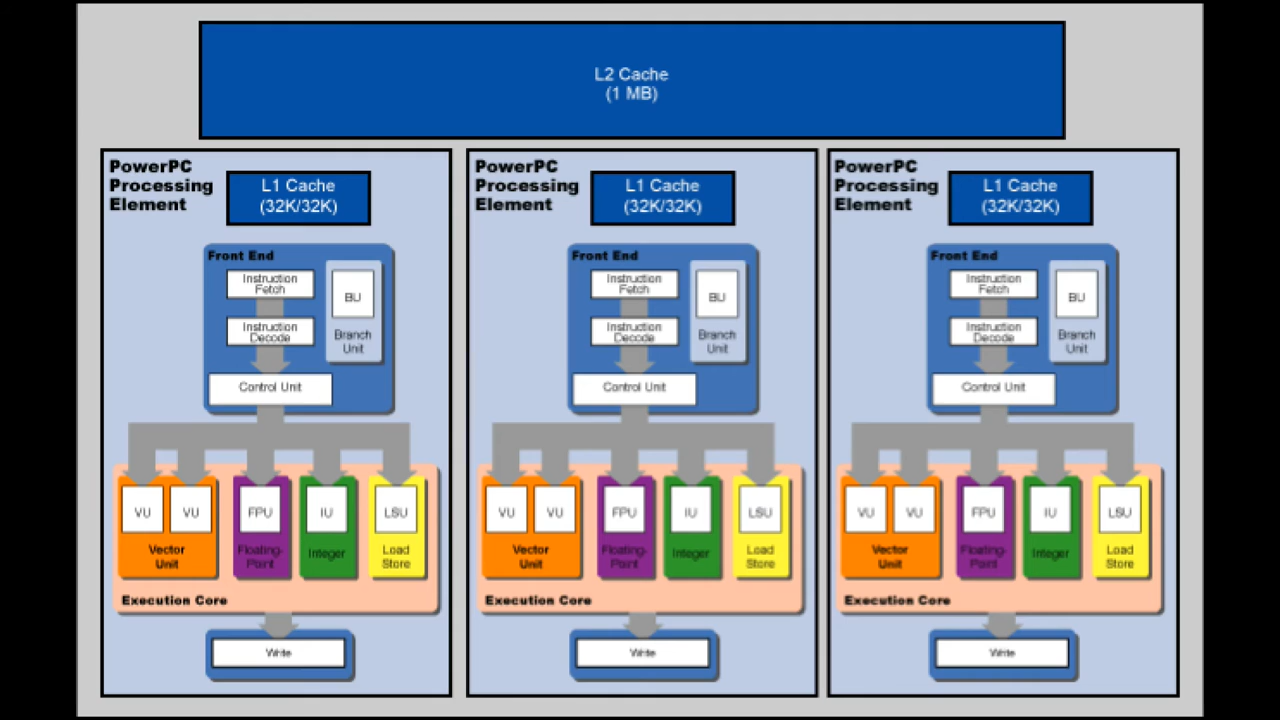 L2 Cache
(1 MB)
PowerPC
Processing
Element
L1 Cache
(32K/32K)
Front End
Instruction
Fetch
BU
Instruction
Decode
Branch
Unit
Control Unit
VU
VU
FPU
IU
LSU
Vector
Unit
Floating-
Point
Integer
Load
Store
Execution Core
Write
PowerPC
Processing
Element
L1 Cache
(32K/32K)
Front End
Instruction
Fetch
BU
Instruction
Decode
Branch
Unit
Control Unit
VU
VU
FPU
IU
LSU
Vector
Unit
Floating-
Point
Integer
Load
Store
Execution Core
Write
PowerPC
Processing
Element
L1 Cache
(32K/32K)
Front End
Instruction
Fetch
BU
Instruction
Decode
Branch
Unit
Control Unit
VU
VU
FPU
IU
LSU
Vector
Unit
Floating-
Point
Integer
Load
Store
Execution Core
Write